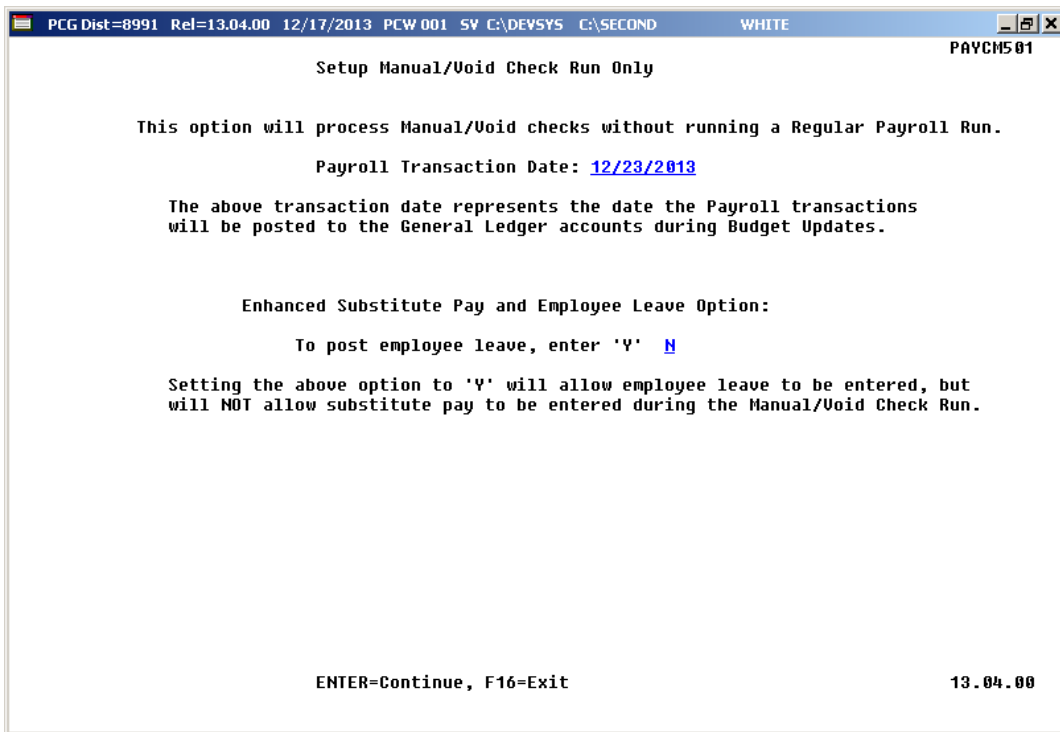 PCG Dist=8991 Rel=13.04.00 12/17/2013 PCW 001 SV C:\DEVSYS C:\SECOND WHITE
PAYCM501
Setup Manual/Void Check Run Only
This option will process Manual/Void checks without running a Regular Payroll Run.
Payroll Transaction Date: 12/23/2013
The above transaction date represents the date the Payroll transactions
will be posted to the General Ledger accounts during Budget Updates.
Enhanced Substitute Pay and Employee Leave Option:
To post employee leave, enter 'Y' N
Setting the above option to 'Y' will allow employee leave to be entered, but
will NOT allow substitute pay to be entered during the Manual/Void Check Run.
ENTER=Continue, F16=Exit 13.04.00